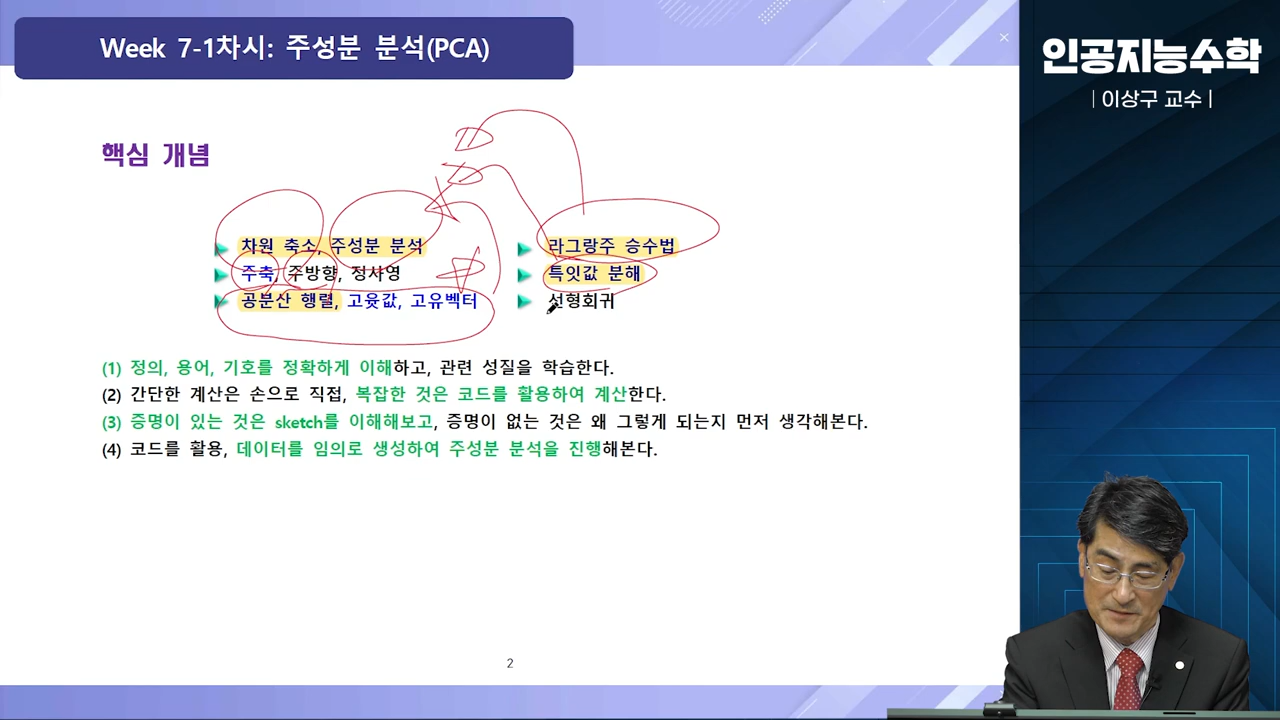 Week 7-1차시: 주성분 분석(PCA)
인공지능수학
| 이상구 교수 |
핵심 개념
차원 축소, 주성분 분석
주축, 주방향, 정사영
공분산 행렬, 고윳값, 고유벡터
라그랑주 승수법
특잇값 분해
선형회귀
(1) 정의, 용어, 기호를 정확하게 이해하고, 관련 성질을 학습한다.
(2) 간단한 계산은 손으로 직접, 복잡한 것은 코드를 활용하여 계산한다.
(3) 증명이 있는 것은 sketch를 이해해보고, 증명이 없는 것은 왜 그렇게 되는지 먼저 생각해본다.
(4) 코드를 활용, 데이터를 임의로 생성하여 주성분 분석을 진행해본다.
2